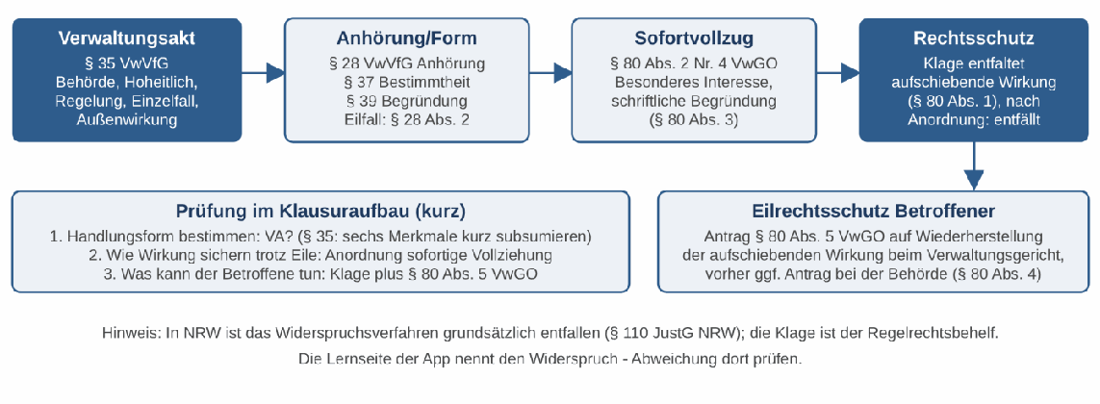 Verwaltungsakt
§ 35 VwVfG
Behörde, Hoheitlich,
Regelung, Einzelfall,
Außenwirkung
Anhörung/Form
§ 28 VwVfG Anhörung
§ 37 Bestimmtheit
§ 39 Begründung
Eilfall: § 28 Abs. 2
Sofortvollzug
§ 80 Abs. 2 Nr. 4 VwGO
Besonderes Interesse,
schriftliche Begründung
(§ 80 Abs. 3)
Rechtsschutz
Klage entfaltet
aufschiebende Wirkung
(§ 80 Abs. 1), nach
Anordnung: entfällt
Prüfung im Klausuraufbau (kurz)
1. Handlungsform bestimmen: VA? (§ 35: sechs Merkmale kurz subsumieren)
2. Wie Wirkung sichern trotz Eile: Anordnung sofortige Vollziehung
3. Was kann der Betroffene tun: Klage plus § 80 Abs. 5 VwGO
Eilrechtsschutz Betroffener
Antrag § 80 Abs. 5 VwGO auf Wiederherstellung
der aufschiebenden Wirkung beim Verwaltungsgericht,
vorher ggf. Antrag bei der Behörde (§ 80 Abs. 4)
Hinweis: In NRW ist das Widerspruchsverfahren grundsätzlich entfallen (§ 110 JustG NRW); die Klage ist der Regelrechtsbehelf.
Die Lernseite der App nennt den Widerspruch - Abweichung dort prüfen.